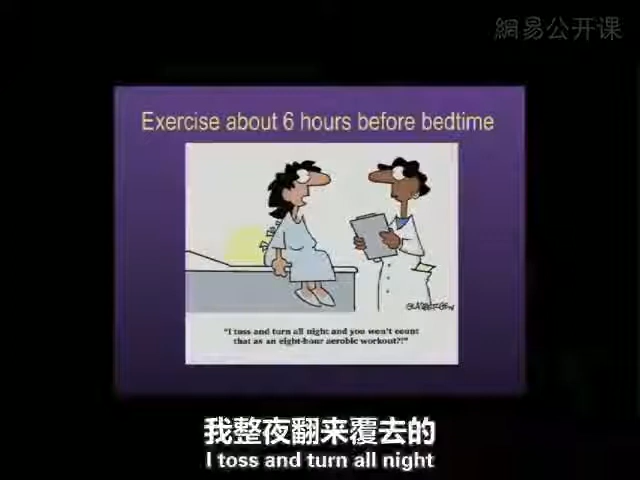 網易公开课
Exercise about 6 hours before bedtime
GLASBERGEN
"I toss and turn all night and you won't count
that as an eight-hour aerobic workout?!"
我整夜翻来覆去的
I toss and turn all night